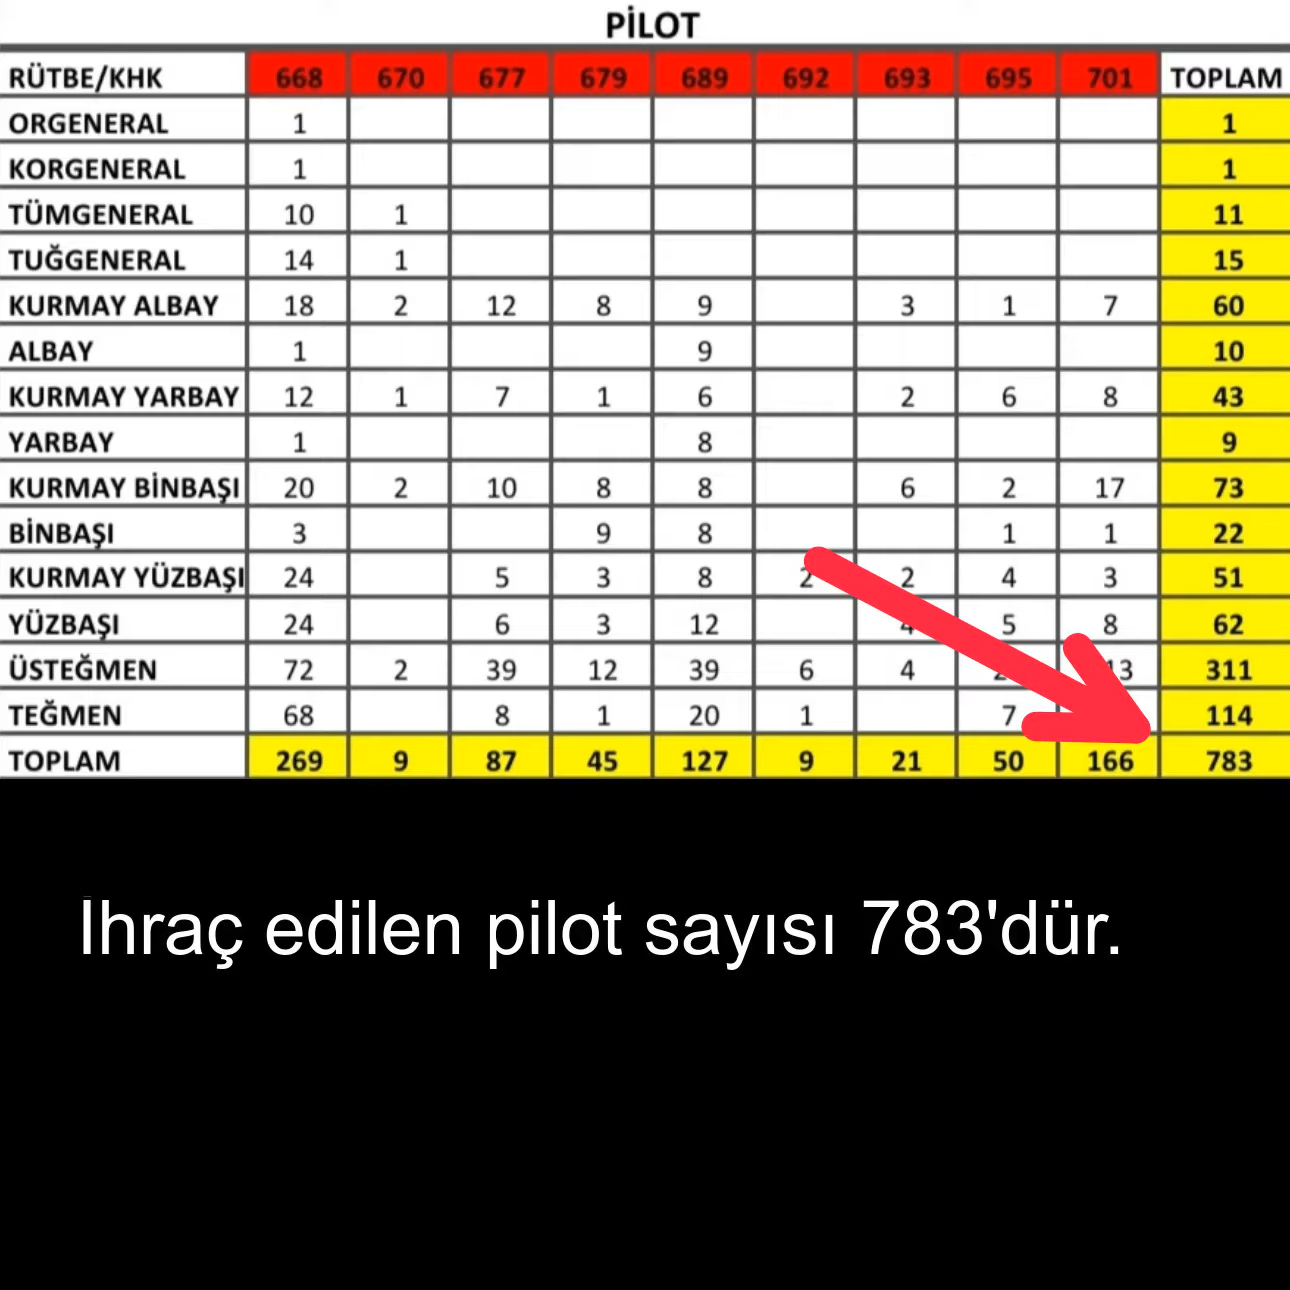 PİLOT
RÜTBE/KHK 668 670 677 679 689 692 693 695 701 TOPLAM
ORGENERAL 1 1
KORGENERAL 1 1
TÜMGENERAL 10 1 11
TUĞGENERAL 14 1 15
KURMAY ALBAY 18 2 12 8 9 3 1 7 60
ALBAY 1 9 10
KURMAY YARBAY 12 1 7 1 6 2 6 8 43
YARBAY 1 8 9
KURMAY BİNBAŞI 20 2 10 8 8 6 2 17 73
BİNBAŞI 3 9 8 1 1 22
KURMAY YÜZBAŞI 24 5 3 8 2 2 4 3 51
YÜZBAŞI 24 6 3 12 4 5 8 62
ÜSTEĞMEN 72 2 39 12 39 6 4 311
TEĞMEN 68 8 1 20 1 7 114
TOPLAM 269 9 87 45 127 9 21 50 166 783
İhraç edilen pilot sayısı 783'dür.